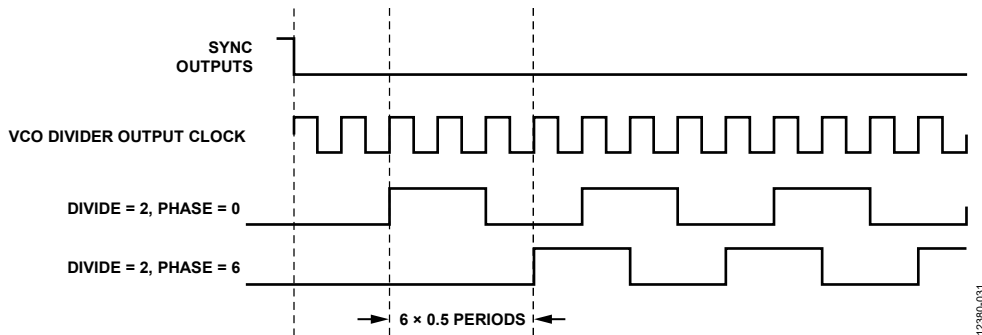 SYNC
OUTPUTS
VCO DIVIDER OUTPUT CLOCK
DIVIDE = 2, PHASE = 0
DIVIDE = 2, PHASE = 6
6 × 0.5 PERIODS
12380-031